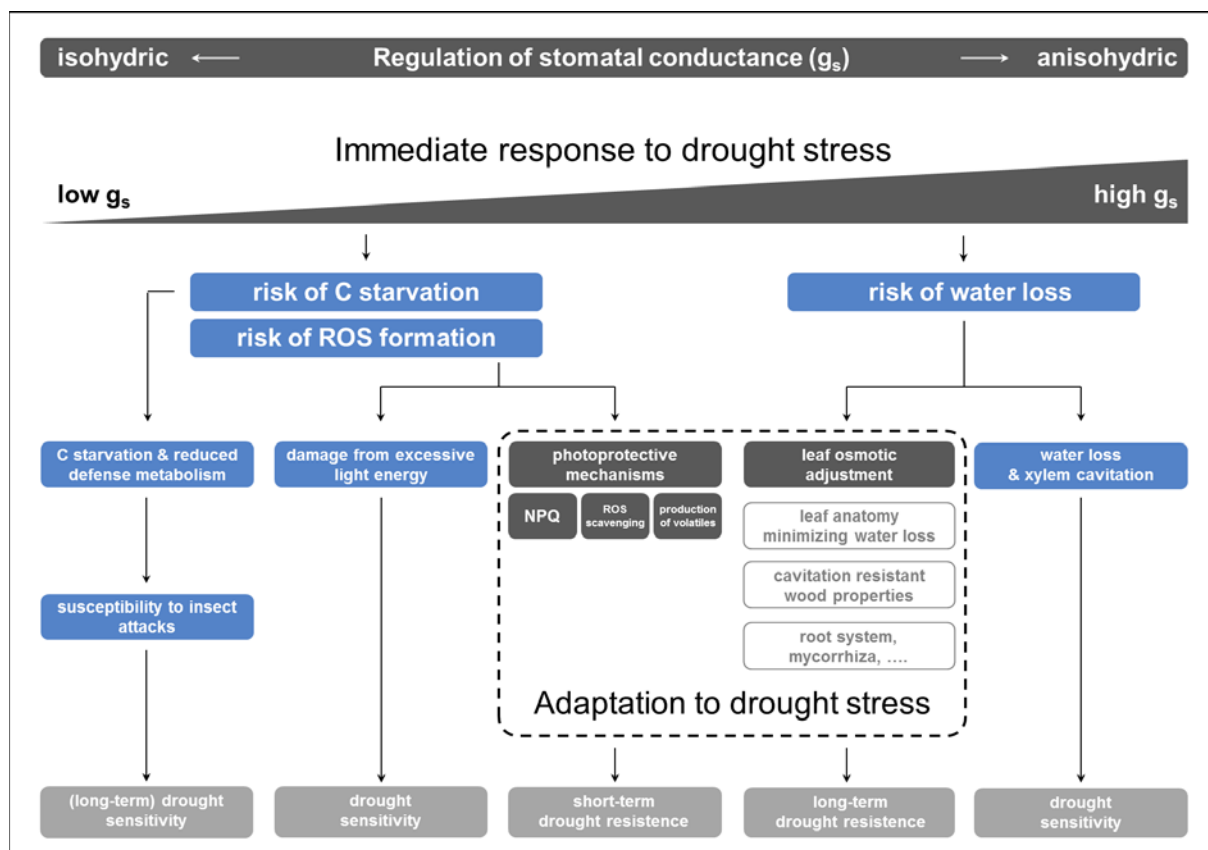 isohydric ← Regulation of stomatal conductance (gs) → anisohydric
Immediate response to drought stress
low gs
high gs
risk of C starvation
risk of water loss
risk of ROS formation
C starvation & reduced
defense metabolism
damage from excessive
light energy
photoprotective
mechanisms
leaf osmotic
adjustment
water loss
& xylem cavitation
NPQ
ROS
scavenging
production
of volatiles
leaf anatomy
minimizing water loss
cavitation resistant
wood properties
susceptibility to insect
attacks
root system,
mycorrhiza, ....
Adaptation to drought stress
(long-term) drought
sensitivity
drought
sensitivity
short-term
drought resistence
long-term
drought resistence
drought
sensitivity